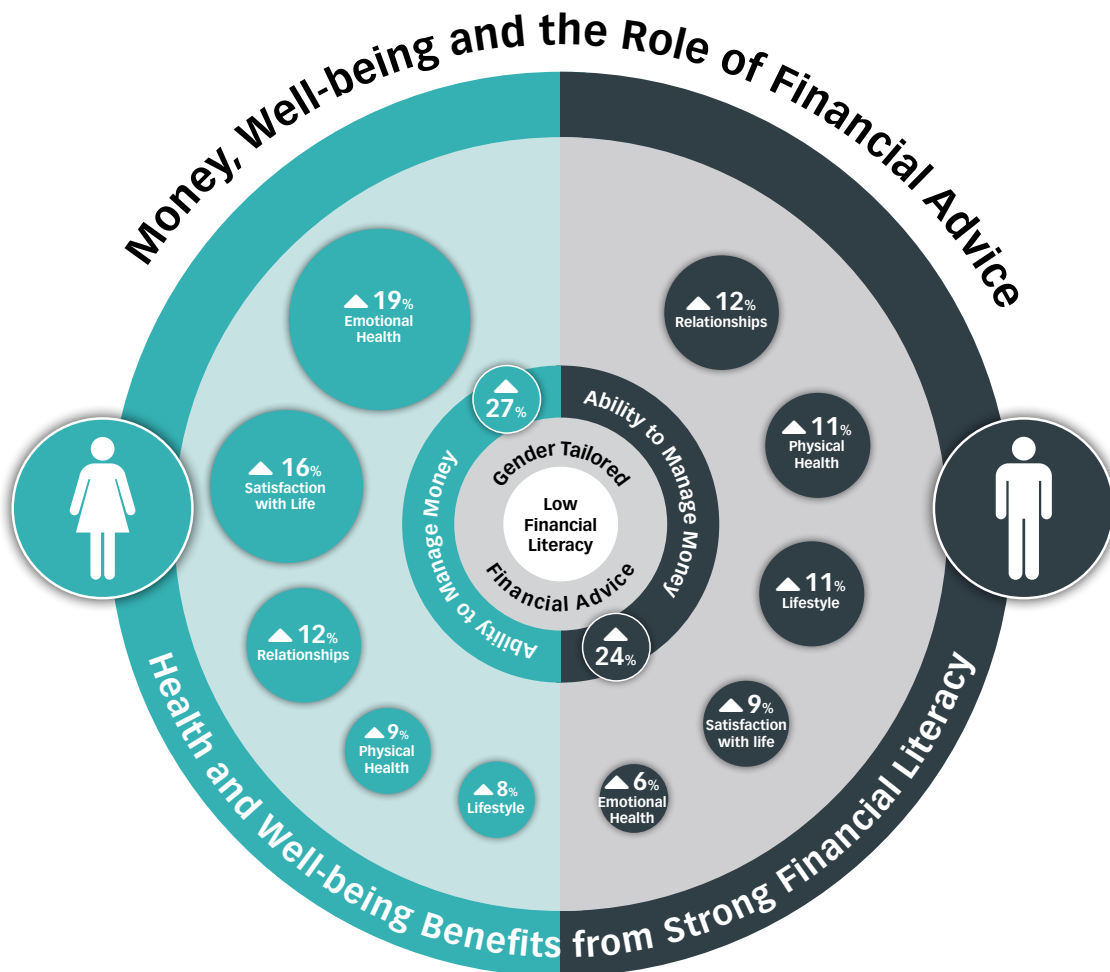 Money, Well-being and the Role of Financial Advice
19%
Emotional
Health
16%
Satisfaction
with Life
12%
Relationships
9%
Physical
Health
8%
Lifestyle
27%
Ability to Manage Money
Gender Tailored
Low
Financial
Literacy
Financial Advice
Ability to Manage Money
24%
12%
Relationships
11%
Physical
Health
11%
Lifestyle
9%
Satisfaction
with life
6%
Emotional
Health
Health and Well-being Benefits from Strong Financial Literacy